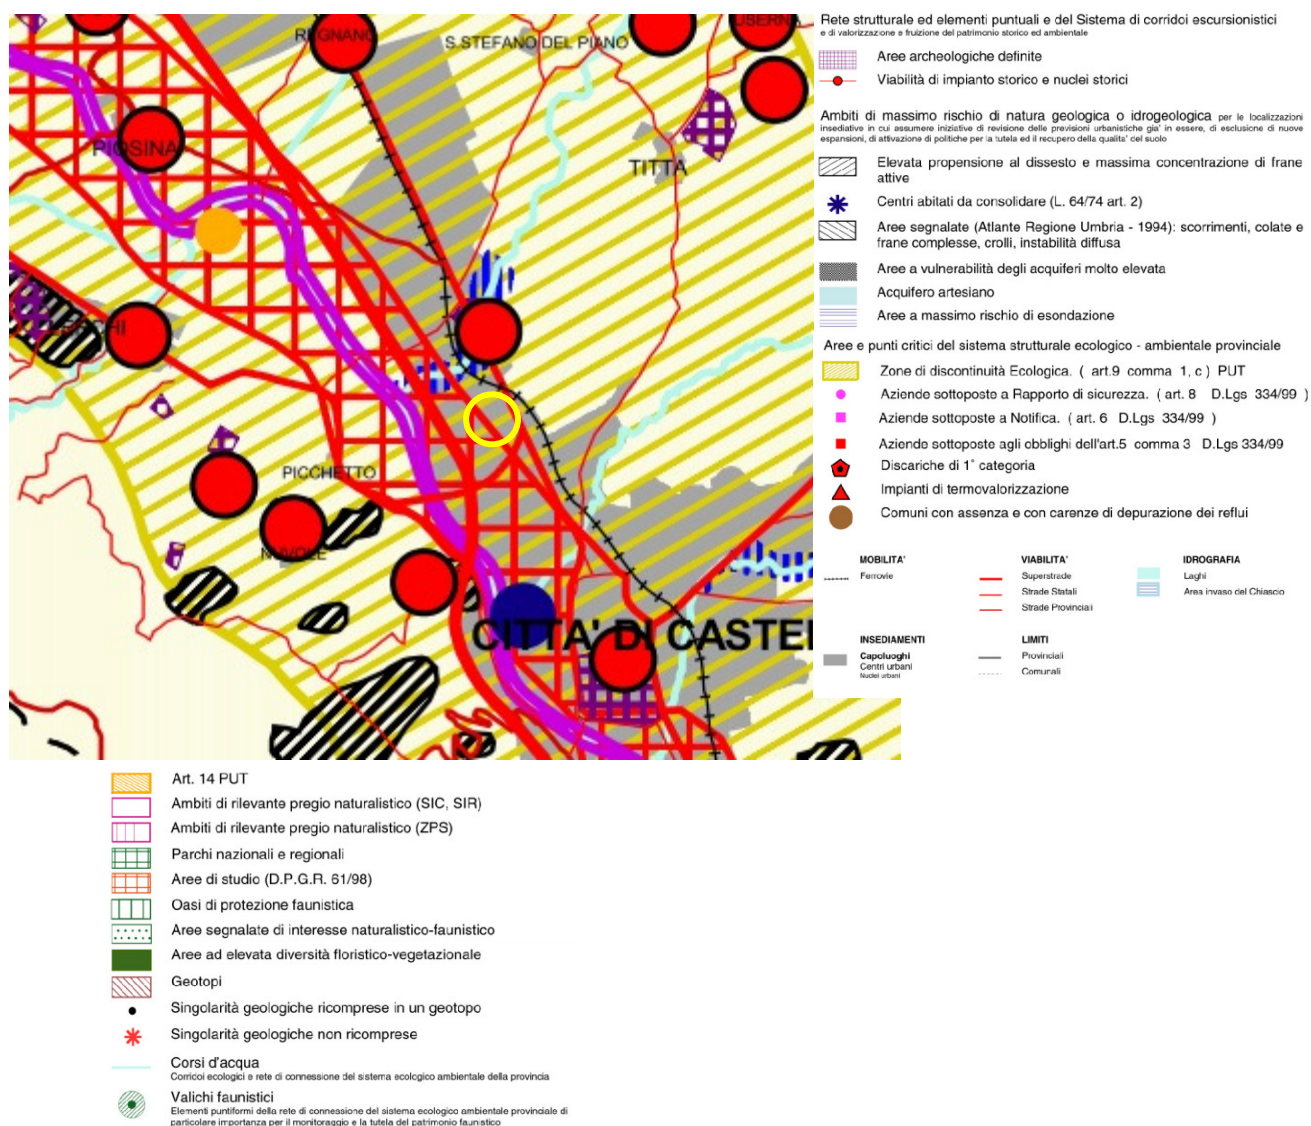 REGNANO
S.STEFANO DEL PIANO
USERNA
PIOSINA
TITTA
PICCHETTO
NUVOLE
CITTA' DI CASTEL
Rete strutturale ed elementi puntuali e del Sistema di corridoi escursionistici
e di valorizzazione e fruizione del patrimonio storico ed ambientale
Aree archeologiche definite
Viabilità di impianto storico e nuclei storici
Ambiti di massimo rischio di natura geologica o idrogeologica per le localizzazioni
insediative in cui assumere iniziative di revisione delle previsioni urbanistiche gia' in essere, di esclusione di nuove
espansioni, di attivazione di politiche per la tutela ed il recupero della qualita' del suolo
Elevata propensione al dissesto e massima concentrazione di frane
attive
Centri abitati da consolidare (L. 64/74 art. 2)
Aree segnalate (Atlante Regione Umbria - 1994): scorrimenti, colate e
frane complesse, crolli, instabilità diffusa
Aree a vulnerabilità degli acquiferi molto elevata
Acquifero artesiano
Aree a massimo rischio di esondazione
Aree e punti critici del sistema strutturale ecologico - ambientale provinciale
Zone di discontinuità Ecologica. ( art.9 comma 1, c ) PUT
Aziende sottoposte a Rapporto di sicurezza. ( art. 8 D.Lgs 334/99 )
Aziende sottoposte a Notifica. ( art. 6 D.Lgs 334/99 )
Aziende sottoposte agli obblighi dell'art.5 comma 3 D.Lgs 334/99
Discariche di 1° categoria
Impianti di termovalorizzazione
Comuni con assenza e con carenze di depurazione dei reflui
MOBILITA'
Ferrovie
VIABILITA'
Superstrade
Strade Statali
Strade Provinciali
IDROGRAFIA
Laghi
Area invaso del Chiascio
INSEDIAMENTI
Capoluoghi
Centri urbani
Nuclei urbani
LIMITI
Provinciali
Comunali
Art. 14 PUT
Ambiti di rilevante pregio naturalistico (SIC, SIR)
Ambiti di rilevante pregio naturalistico (ZPS)
Parchi nazionali e regionali
Aree di studio (D.P.G.R. 61/98)
Oasi di protezione faunistica
Aree segnalate di interesse naturalistico-faunistico
Aree ad elevata diversità floristico-vegetazionale
Geotopi
Singolarità geologiche ricomprese in un geotopo
Singolarità geologiche non ricomprese
Corsi d'acqua
Corridoi ecologici e rete di connessione del sistema ecologico ambientale della provincia
Valichi faunistici
Elementi puntiformi della rete di connessione del sistema ecologico ambientale provinciale di
particolare importanza per il monitoraggio e la tutela del patrimonio faunistico